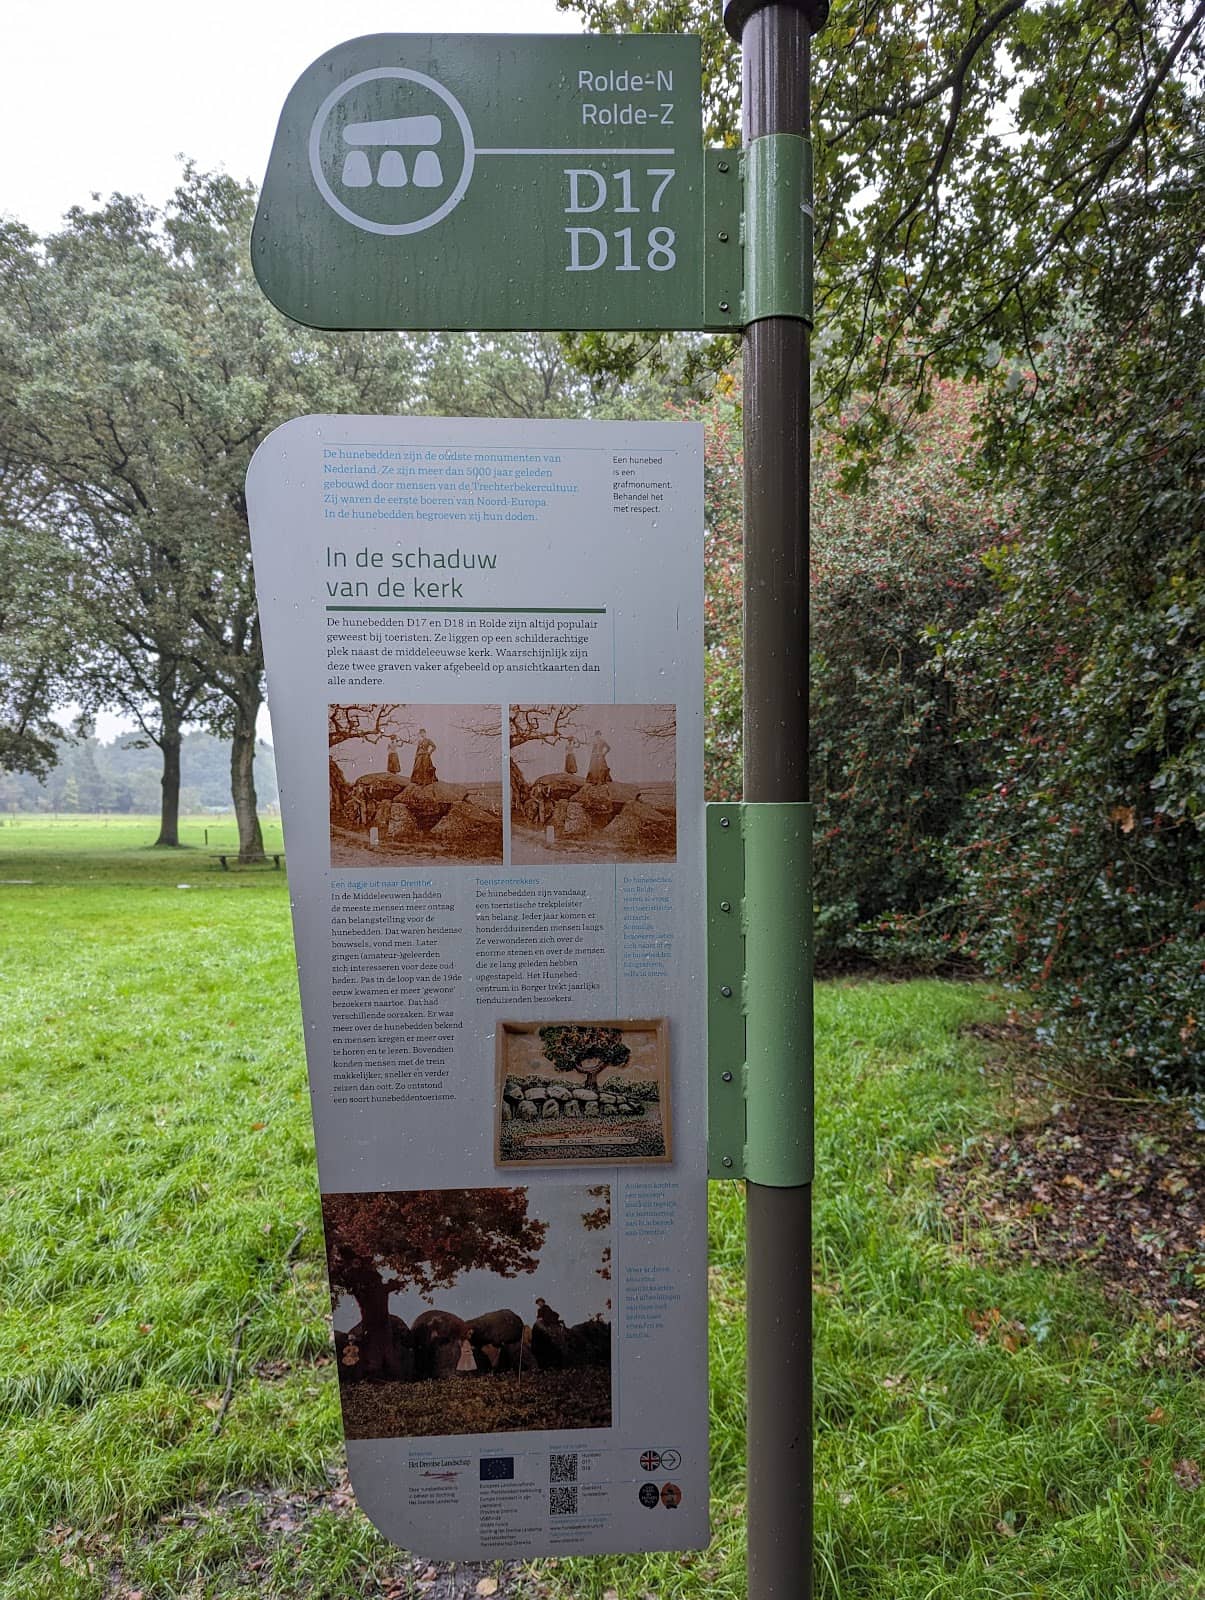 Rolde-N
Rolde-Z
D17
D18
De hunebedden zijn de oudste monumenten van
Nederland. Ze zijn meer dan 5000 jaar geleden
gebouwd door mensen van de Trechterbekercultuur.
Zij waren de eerste boeren van Noord-Europa.
In de hunebedden begroeven zij hun doden.
Een hunebed
is een
grafmonument.
Behandel het
met respect.
In de schaduw
van de kerk
De hunebedden D17 en D18 in Rolde zijn altijd populair
geweest bij toeristen. Ze liggen op een schilderachtige
plek naast de middeleeuwse kerk. Waarschijnlijk zijn
deze twee graven vaker afgebeeld op ansichtkaarten dan
alle andere.
Een dagje uit naar Drenthe
In de Middeleeuwen hadden
de meeste mensen meer ontzag
dan belangstelling voor de
hunebedden. Dat waren heidense
bouwsels, vond men. Later
gingen (amateur-)geleerden
zich interesseren voor deze oud-
heden. Pas in de loop van de 19de
eeuw kwamen er meer 'gewone'
bezoekers naartoe. Dat had
verschillende oorzaken. Er was
meer over de hunebedden bekend
en mensen kregen er meer over
te horen en te lezen. Bovendien
konden mensen met de trein
makkelijker, sneller en verder
reizen dan ooit. Zo ontstond
een soort hunebeddentoerisme.
Toeristentrekkers
De hunebedden zijn vandaag
een toeristische trekpleister
van belang. Ieder jaar komen er
honderdduizenden mensen langs.
Ze verwonderen zich over de
enorme stenen en over de mensen
die ze lang geleden hebben
opgestapeld. Het Hunebed-
centrum in Borger trekt jaarlijks
tienduizenden bezoekers.
De hunebedden
van Rolde
ROLDE
Het Drentse Landschap